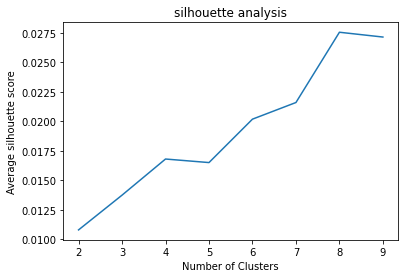 silhouette analysis
0.0275
0.0250
0.0225
0.0200
0.0175
0.0150
0.0125
0.0100
Average silhouette score
2 3 4 5 6 7 8 9
Number of Clusters